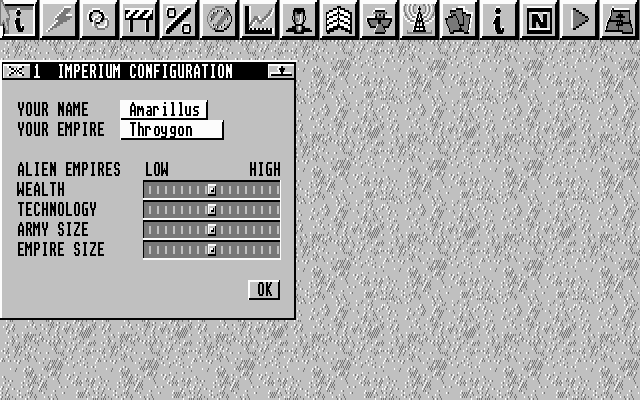 i % i N
1 IMPERIUM CONFIGURATION
YOUR NAME Amarillus
YOUR EMPIRE Throygon
ALIEN EMPIRES LOW HIGH
WEALTH
TECHNOLOGY
ARMY SIZE
EMPIRE SIZE
OK